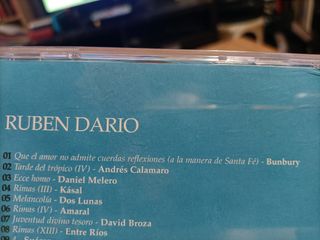 RUBEN DARIO
01 Que el amor no admite cuerdas reflexiones (a la manera de Santa Fé) - Bunbury
02 Tarde del trópico (IV) - Andrés Calamaro
03 Ecce homo - Daniel Melero
04 Rimas (III) - Kásal
05 Melancolía - Dos Lunas
06 Rimas (IV) - Amaral
07 Juventud divino tesoro - David Broza
08 Rimas (XIII) - Entre Ríos